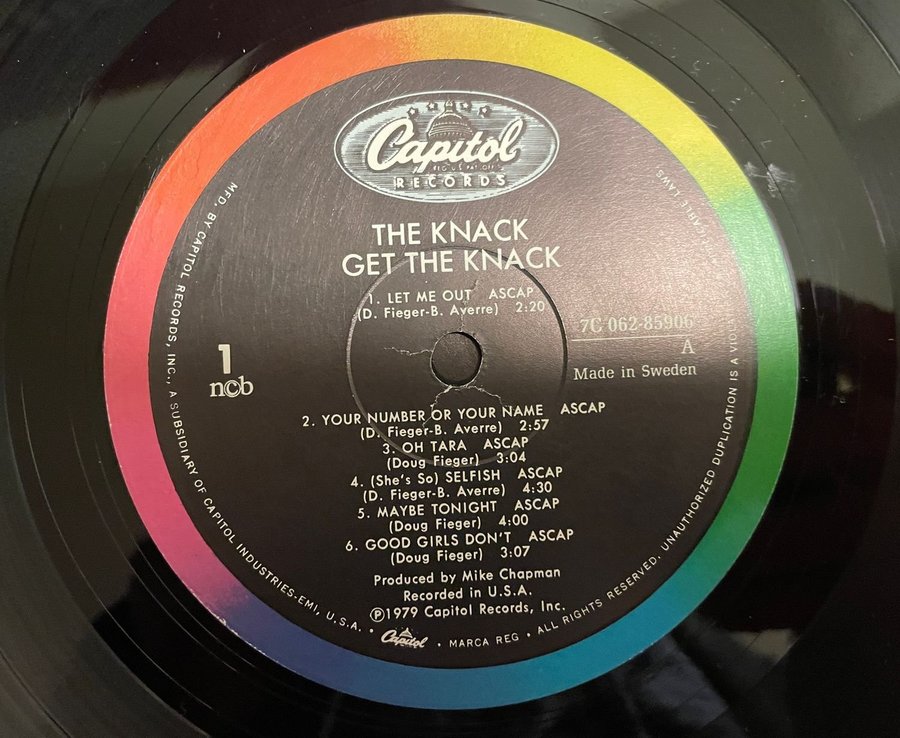 Capitol
RECORDS
THE KNACK
GET THE KNACK
1. LET ME OUT ASCAP
(D. Fieger-B. Averre) 2:20
7C 062-85906
A
Made in Sweden
1
ncb
2. YOUR NUMBER OR YOUR NAME ASCAP
(D. Fieger-B. Averre) 2:57
3. OH TARA ASCAP
(Doug Fieger) 3:04
4. (She's So) SELFISH ASCAP
(D. Fieger-B. Averre) 4:30
5. MAYBE TONIGHT ASCAP
(Doug Fieger) 4:00
6. GOOD GIRLS DON'T ASCAP
(Doug Fieger) 3:07
Produced by Mike Chapman
Recorded in U.S.A.
Ⓟ1979 Capitol Records, Inc.
MFD. BY CAPITOL RECORDS, INC., A SUBSIDIARY OF CAPITOL INDUSTRIES-EMI, U.S.A. • Capitol • MARCA REG • ALL RIGHTS RESERVED. UNAUTHORIZED DUPLICATION IS A LAWS